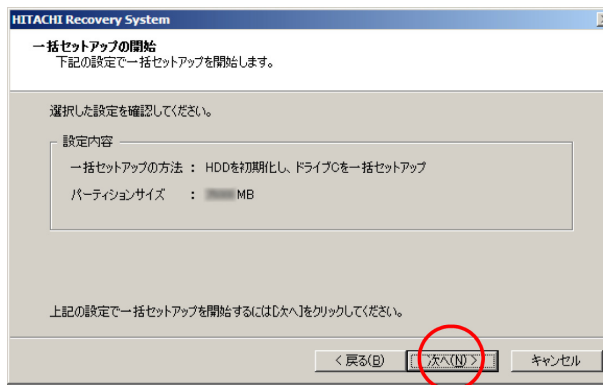 HITACHI Recovery System
一括セットアップの開始
下記の設定で一括セットアップを開始します。
選択した設定を確認してください。
設定内容
一括セットアップの方法 : HDDを初期化し、ドライブCを一括セットアップ
パーティションサイズ : MB
上記の設定で一括セットアップを開始するには[次へ]をクリックしてください。
< 戻る(B)
次へ(N) >
キャンセル